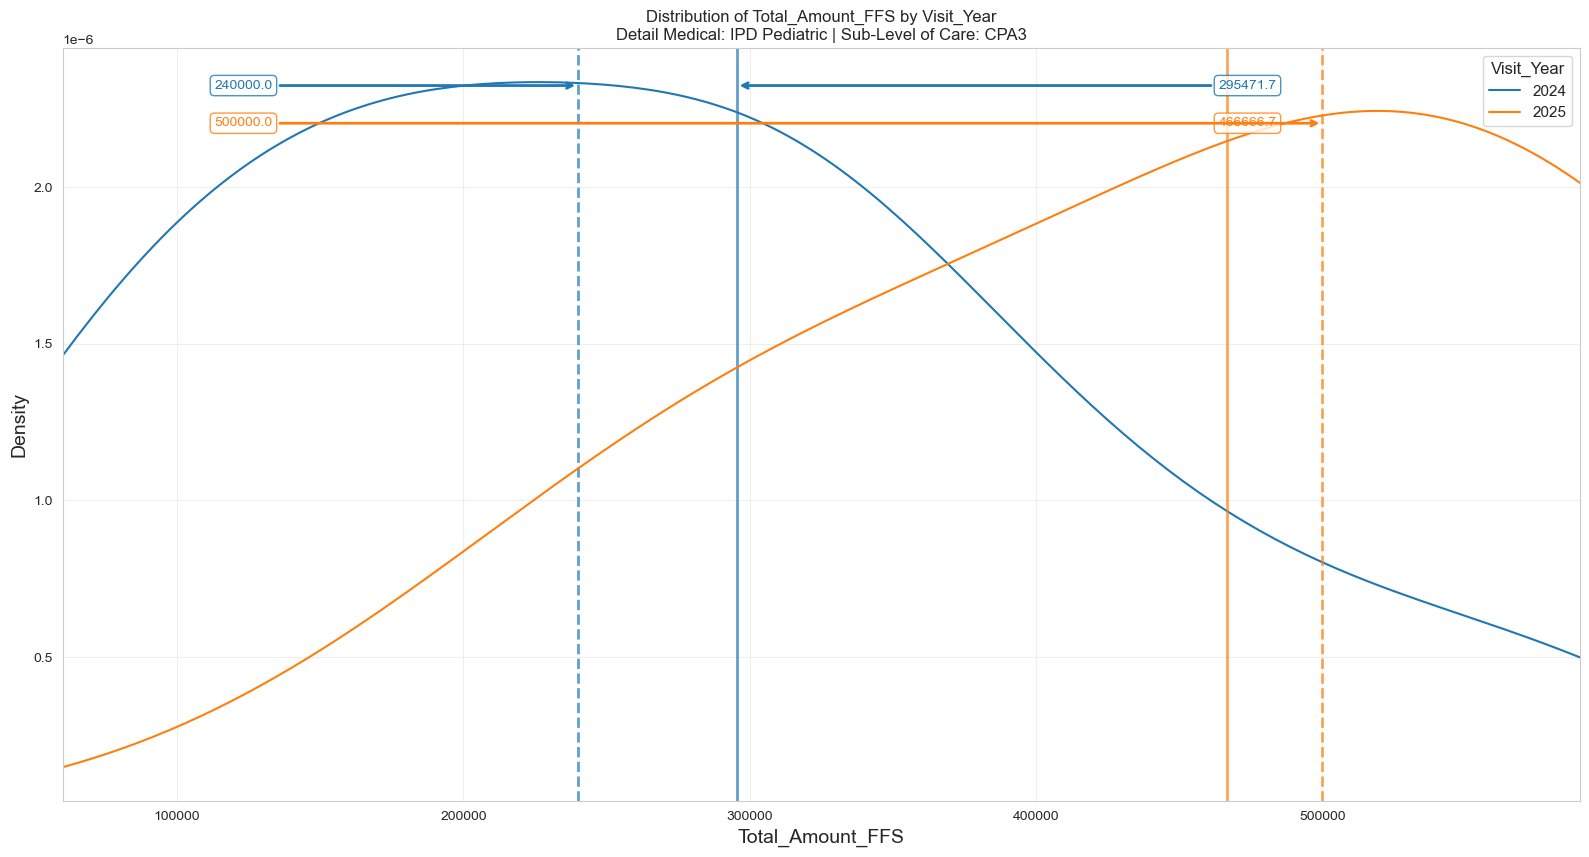 Distribution of Total_Amount_FFS by Visit_Year
Detail Medical: IPD Pediatric | Sub-Level of Care: CPA3
1e−6
240000.0
295471.7
500000.0
466666.7
Visit_Year
2024
2025
2.0
1.5
1.0
0.5
Density
100000
200000
300000
400000
500000
Total_Amount_FFS